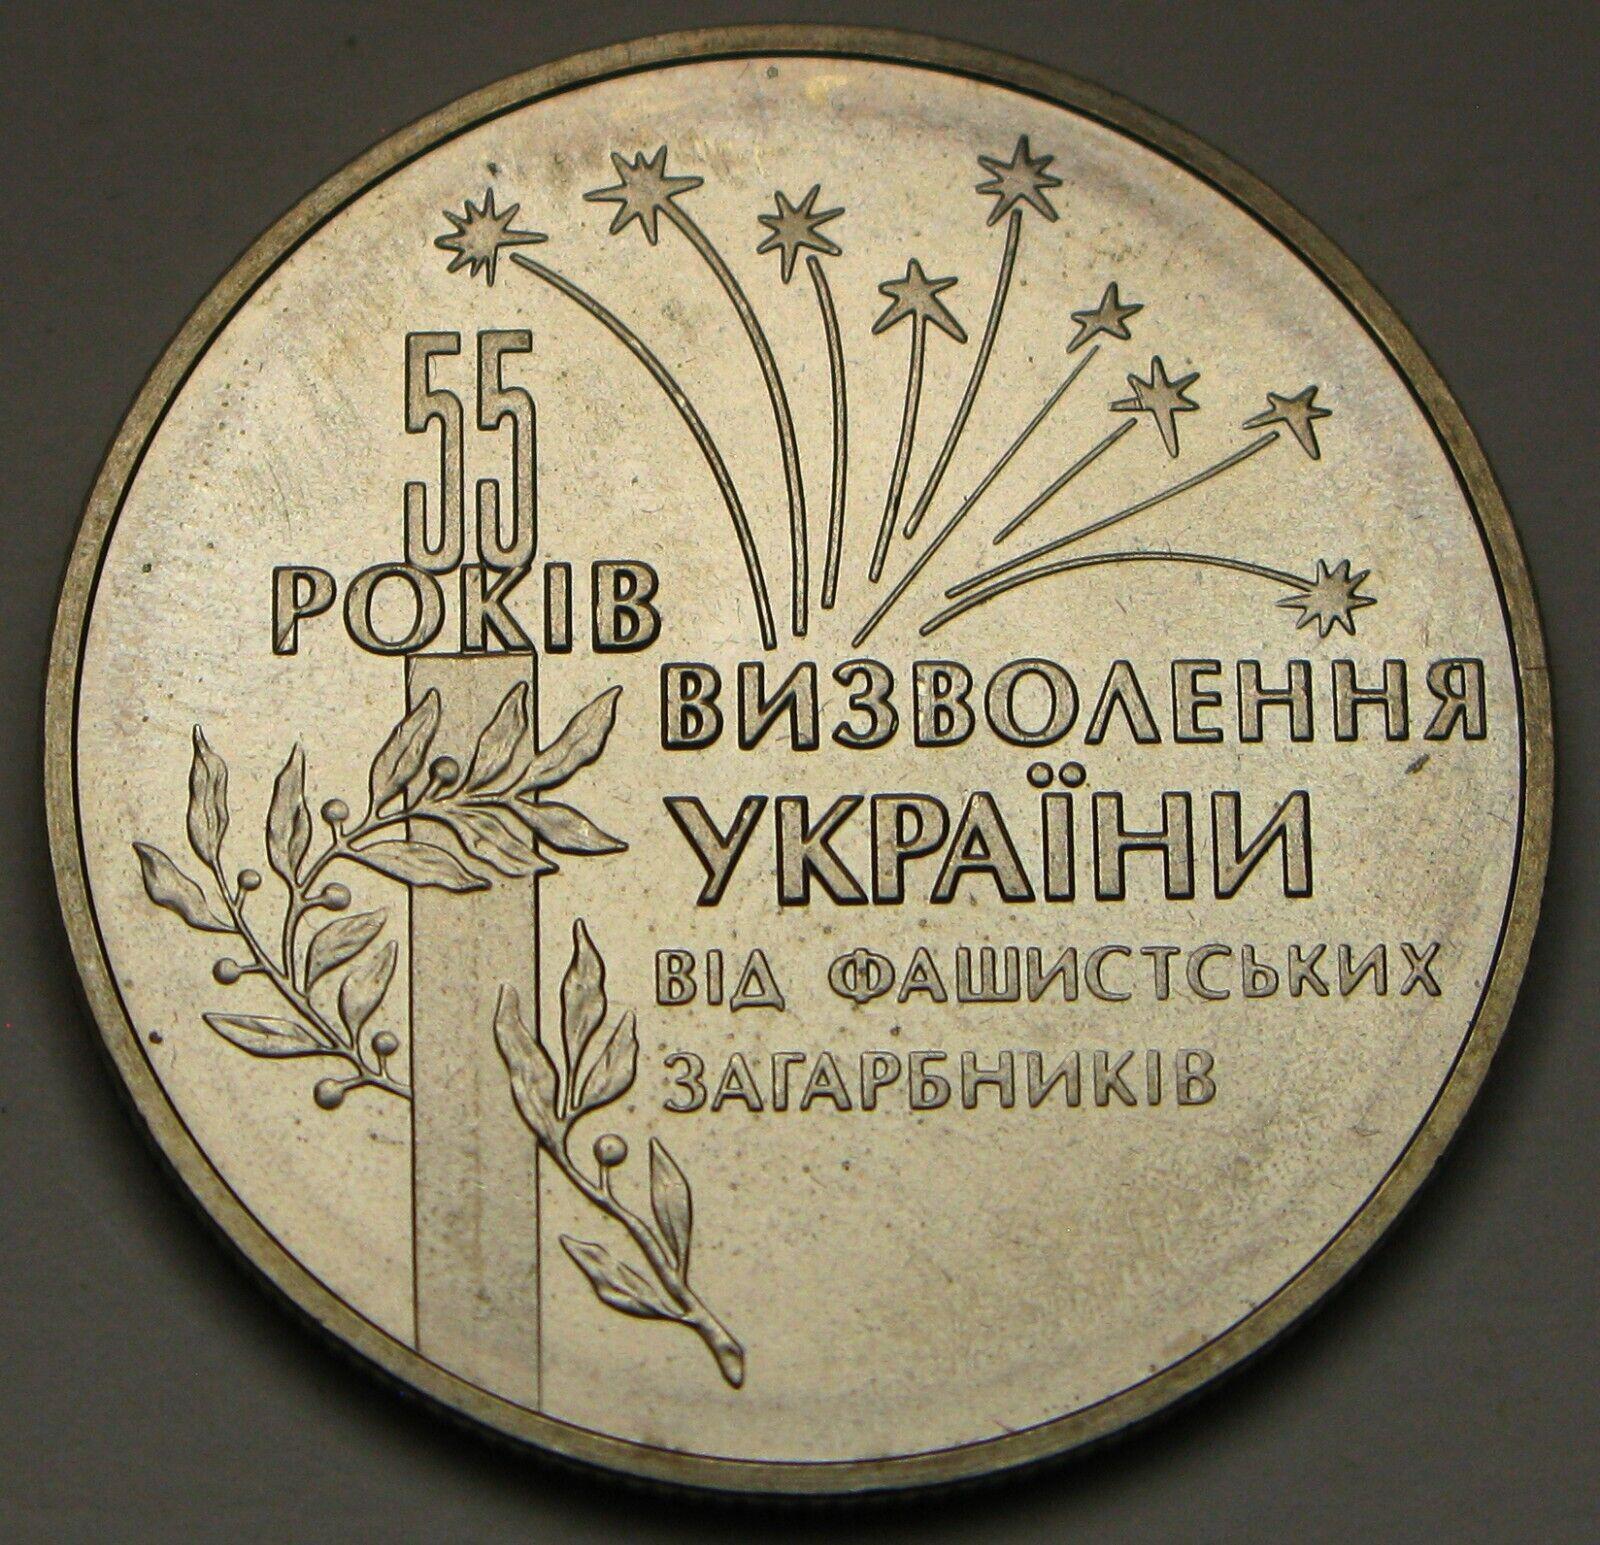 55
РОКІВ
ВИЗВОЛЕННЯ
УКРАЇНИ
ВІД ФАШИСТСЬКИХ
ЗАГАРБНИКІВ